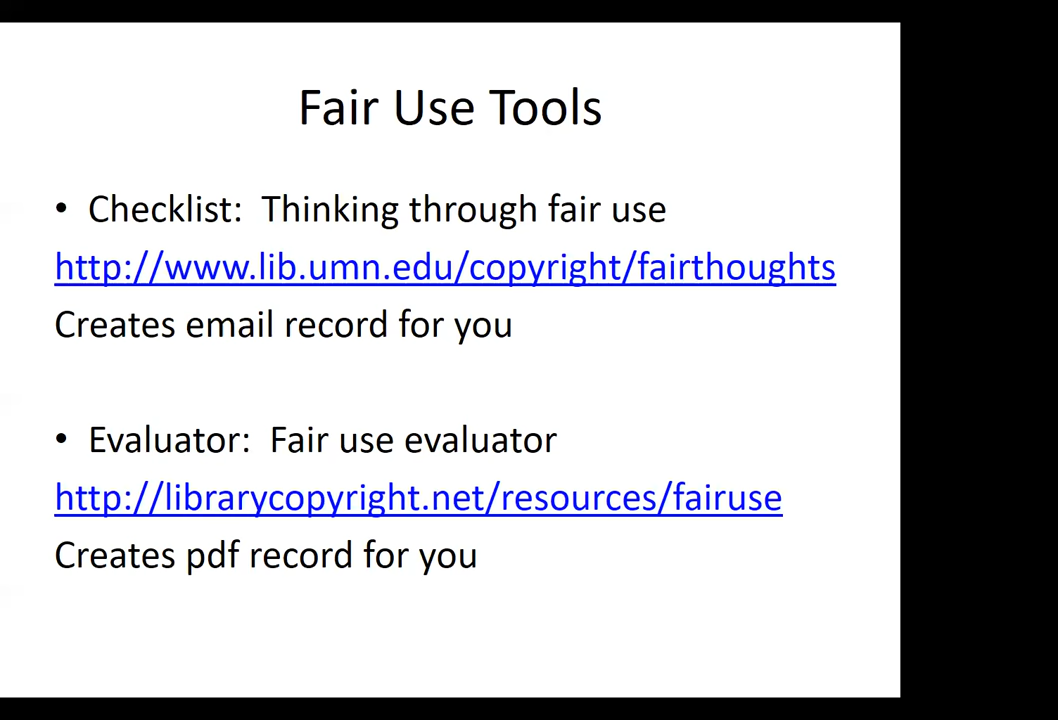 Fair Use Tools
• Checklist:  Thinking through fair use
http://www.lib.umn.edu/copyright/fairthoughts
Creates email record for you
• Evaluator:  Fair use evaluator
http://librarycopyright.net/resources/fairuse
Creates pdf record for you